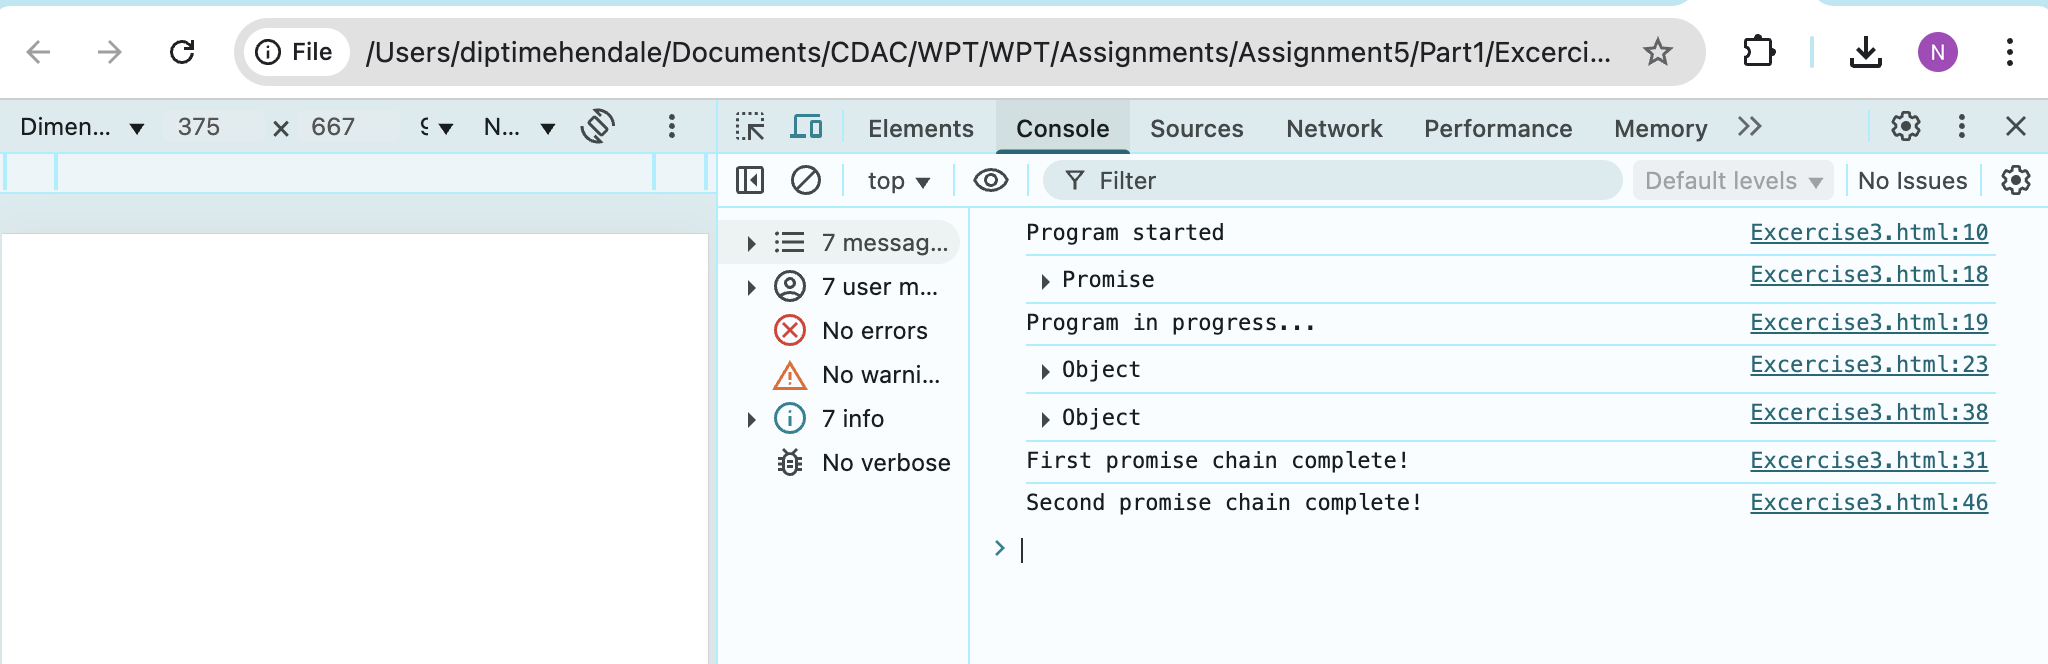 File /Users/diptimehendale/Documents/CDAC/WPT/WPT/Assignments/Assignment5/Part1/Excerci... N
Dimen... 375 × 667 N... Elements Console Sources Network Performance Memory
top Filter Default levels No Issues
7 messag...
7 user m...
No errors
No warni...
7 info
No verbose
Program started Excercise3.html:10
Promise Excercise3.html:18
Program in progress... Excercise3.html:19
Object Excercise3.html:23
Object Excercise3.html:38
First promise chain complete! Excercise3.html:31
Second promise chain complete! Excercise3.html:46